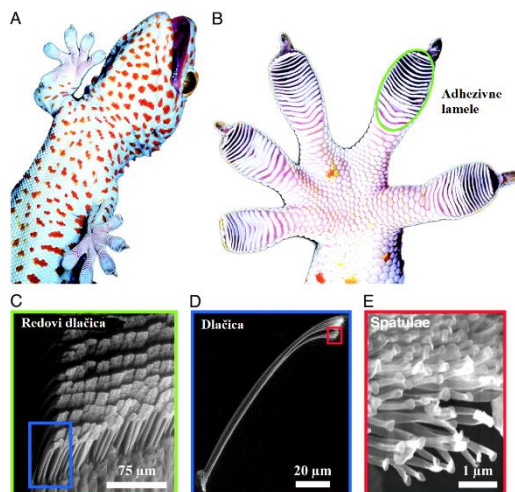 A
B
Adhezivne
lamele
C
Redovi dlačica
75 µm
D
Dlačica
20 µm
E
Spatulae
1 µm